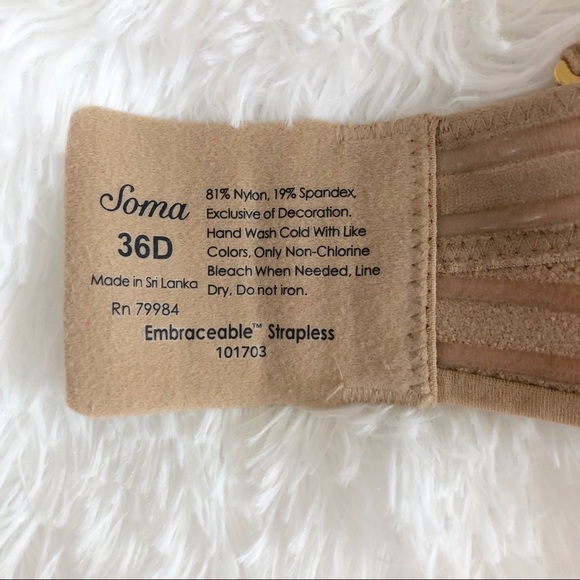 Soma
36D
Made in Sri Lanka
Rn 79984
81% Nylon, 19% Spandex,
Exclusive of Decoration.
Hand Wash Cold With Like
Colors, Only Non-Chlorine
Bleach When Needed, Line
Dry, Do not iron.
Embraceable™ Strapless
101703